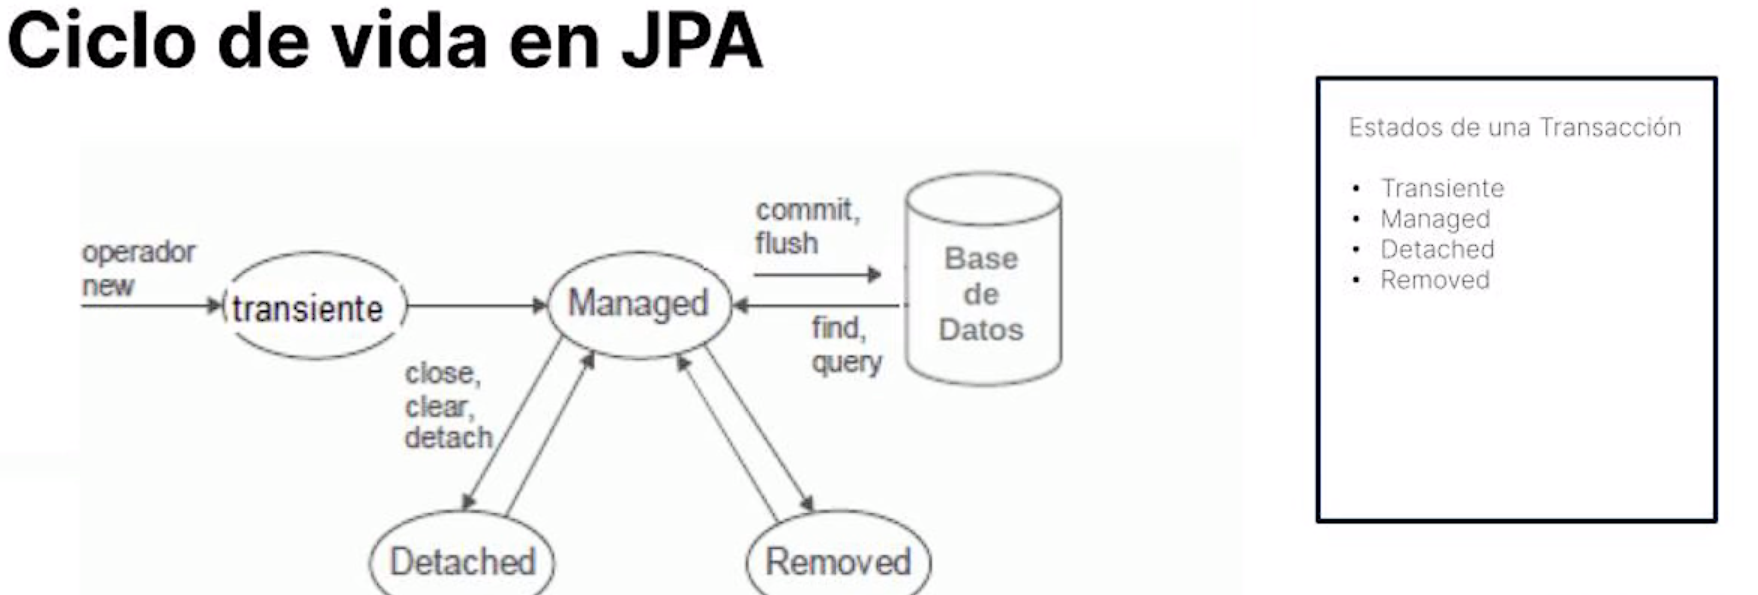 Ciclo de vida en JPA
operador
new
transiente
Managed
commit,
flush
find,
query
Base
de
Datos
close,
clear,
detach
Detached
Removed
Estados de una Transacción
• Transiente
• Managed
• Detached
• Removed